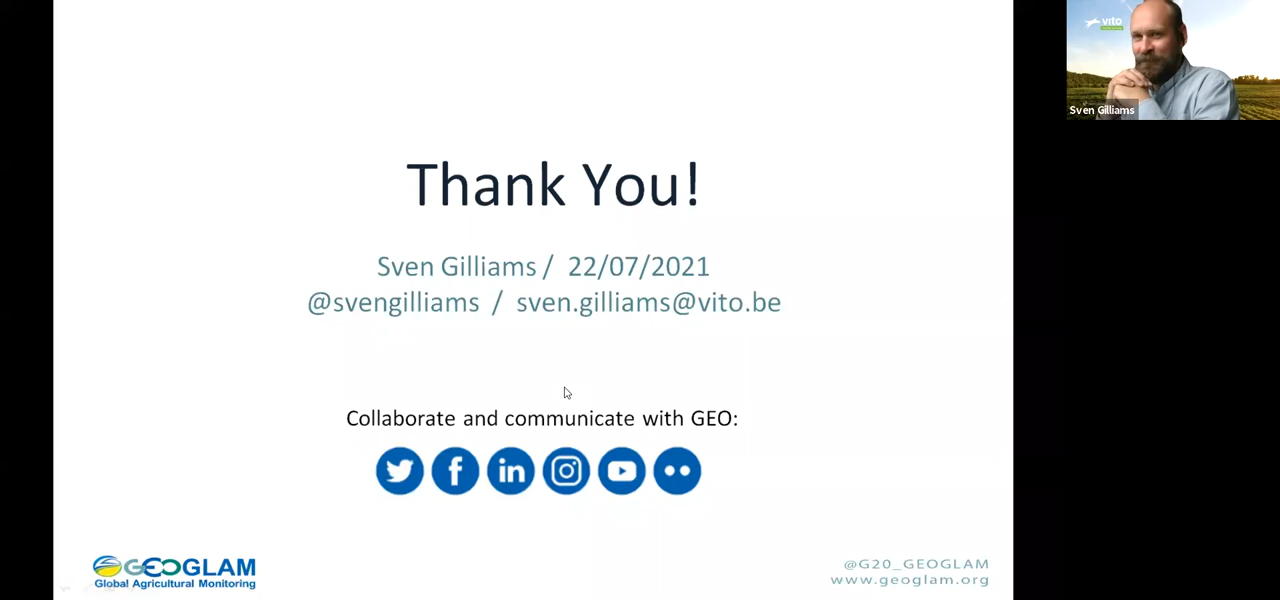 vito
Sven Gilliams
Thank You!
Sven Gilliams / 22/07/2021
@svengilliams / sven.gilliams@vito.be
Collaborate and communicate with GEO:
GEOGLAM
Global Agricultural Monitoring
@G20_GEOGLAM
www.geoglam.org